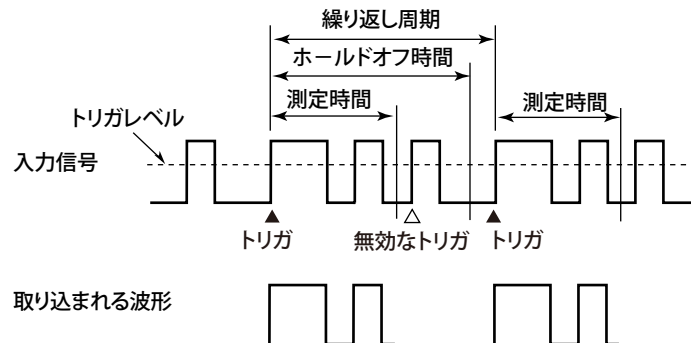 繰り返し周期
ホールドオフ時間
測定時間
測定時間
トリガレベル
入力信号
トリガ
無効なトリガ
トリガ
取り込まれる波形